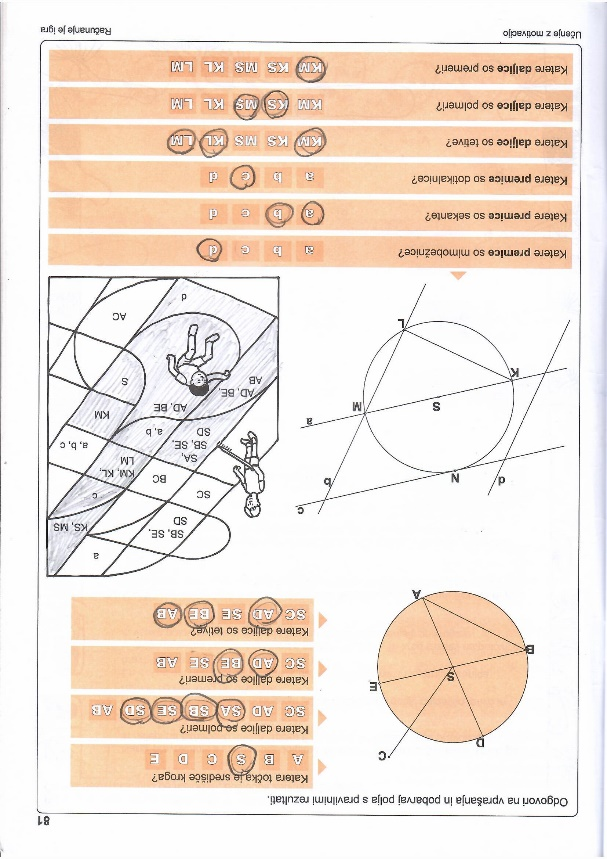 81
Odgovori na vprašanja in pobarvaj polja s pravilnimi rezultati.
Katera točka je središče kroga?
A B S C D E
Katere daljice so polmeri?
SC AD SA SB SE SD AB
Katere daljice so premeri?
SC AD BE SE AB
Katere daljice so tetive?
SC AD SE BE AB
C
D
S
B
E
A
a
KS, MS
SB, SE,
SD
c
SC
BC
KM, KL,
LM
a, b, c
SA,
SB, SE,
SD
a, b
KM
AD, BE
AD, BE,
AB
S
AC
d
c
N
d
b
a
M
S
K
L
Katere premice so mimobežnice?
a b c d
Katere premice so sekante?
a b c d
Katere premice so dotikalnice?
a b c d
Katere daljice so tetive?
KM KS MS KL LM
Katere daljice so polmeri?
KM KS MS KL LM
Katere daljice so premeri?
KM KS MS KL LM
Učenje z motivacijo
Računanje je igra